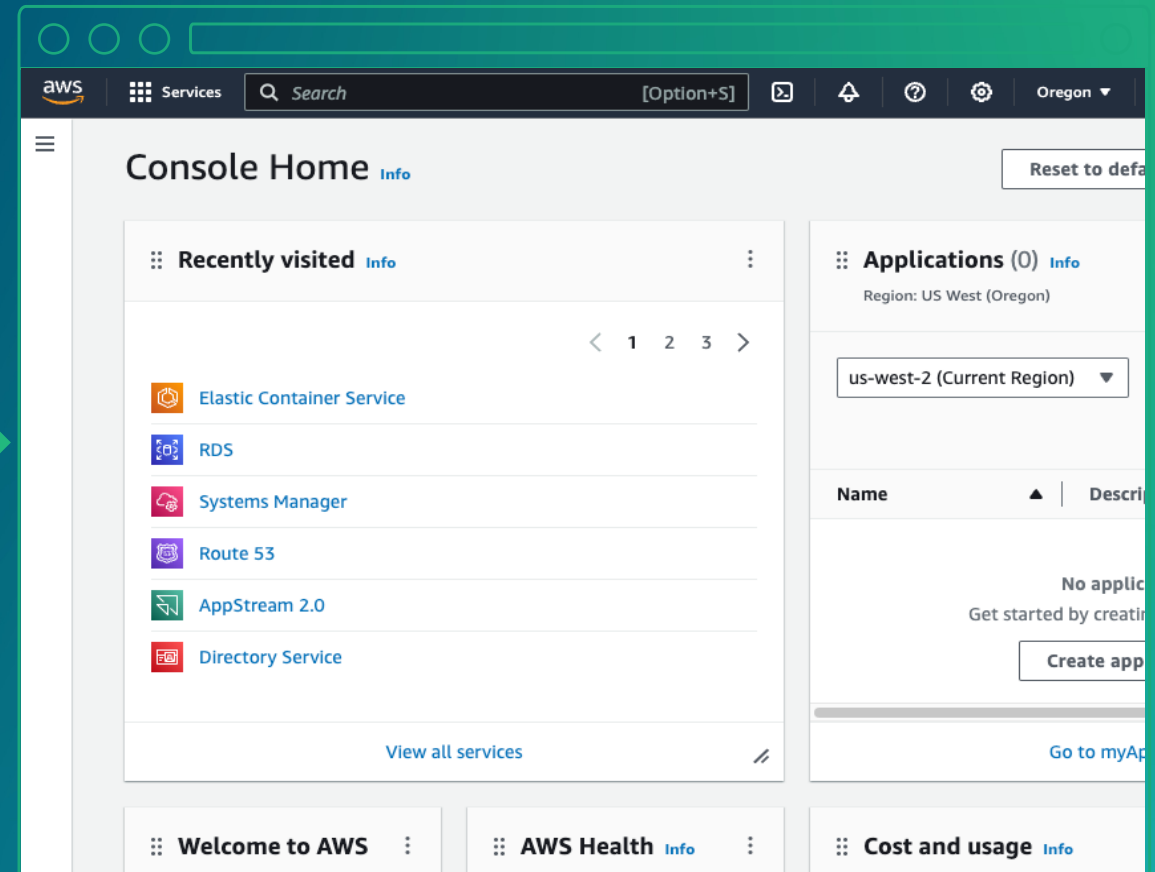 aws Services Search [Option+S] Oregon
Console Home Info
Reset to defa
Recently visited Info
1 2 3
Elastic Container Service
RDS
Systems Manager
Route 53
AppStream 2.0
Directory Service
View all services
Applications (0) Info
Region: US West (Oregon)
us-west-2 (Current Region)
Name Descri
No applic
Get started by creatin
Create app
Go to myAp
Welcome to AWS
AWS Health Info
Cost and usage Info